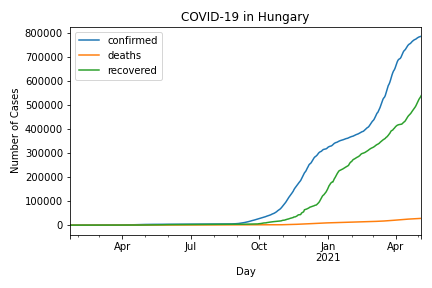 COVID-19 in Hungary
confirmed
deaths
recovered
Number of Cases
800000
700000
600000
500000
400000
300000
200000
100000
0
Apr
Jul
Oct
Jan
2021
Apr
Day